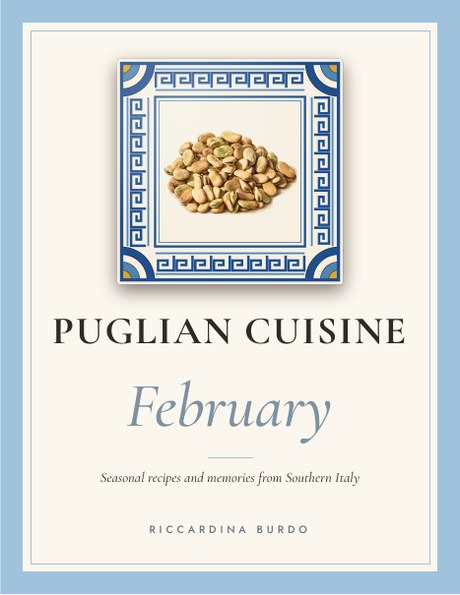 PUGLIAN CUISINE
February
Seasonal recipes and memories from Southern Italy
RICCARDINA BURDO